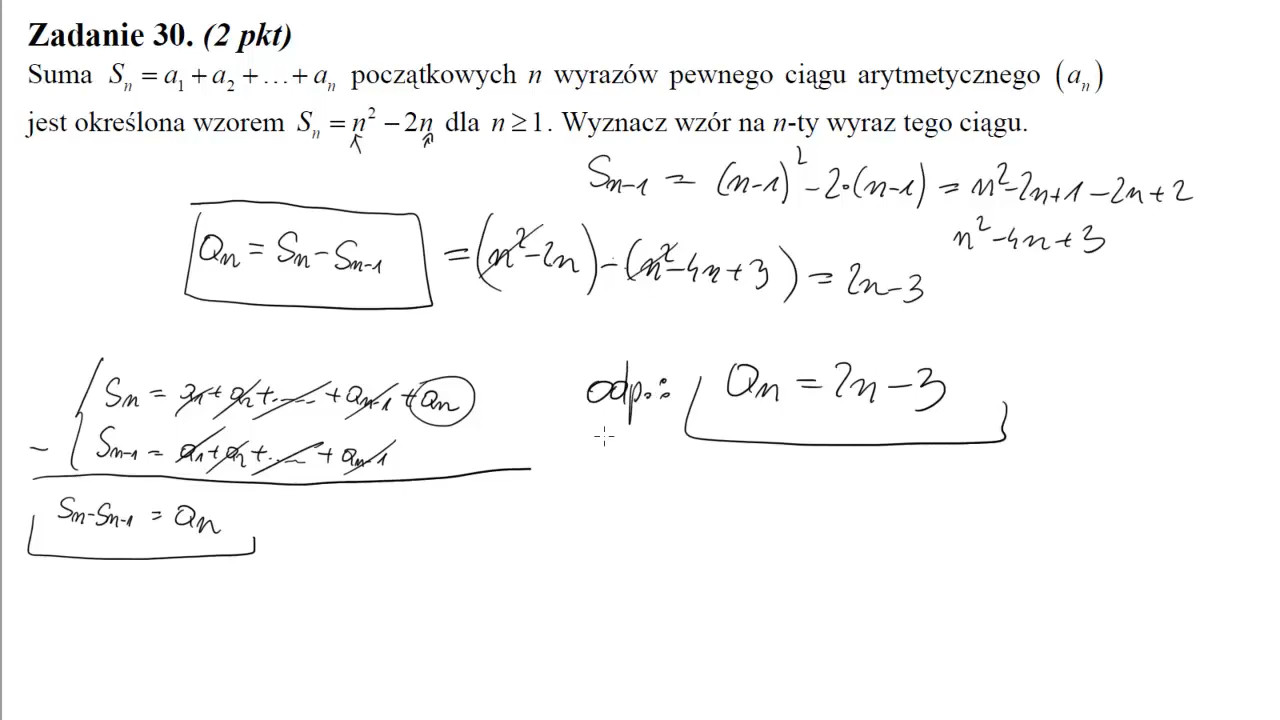 Zadanie 30. (2 pkt)
Suma Sₙ = a₁ + a₂ + ... + aₙ początkowych n wyrazów pewnego ciągu arytmetycznego (aₙ)
jest określona wzorem Sₙ = n² − 2n dla n ≥ 1. Wyznacz wzór na n-ty wyraz tego ciągu.
Sₙ₋₁ = (n-1)² - 2·(n-1) = n² - 2n + 1 - 2n + 2
n² - 4n + 3
aₙ = Sₙ - Sₙ₋₁ = (n² - 2n) - (n² - 4n + 3) = 2n - 3
Sₙ = a₁ + a₂ + ..... + aₙ₋₁ + aₙ
- Sₙ₋₁ = a₁ + a₂ + ..... + aₙ₋₁
Sₙ - Sₙ₋₁ = aₙ
odp.: aₙ = 2n - 3